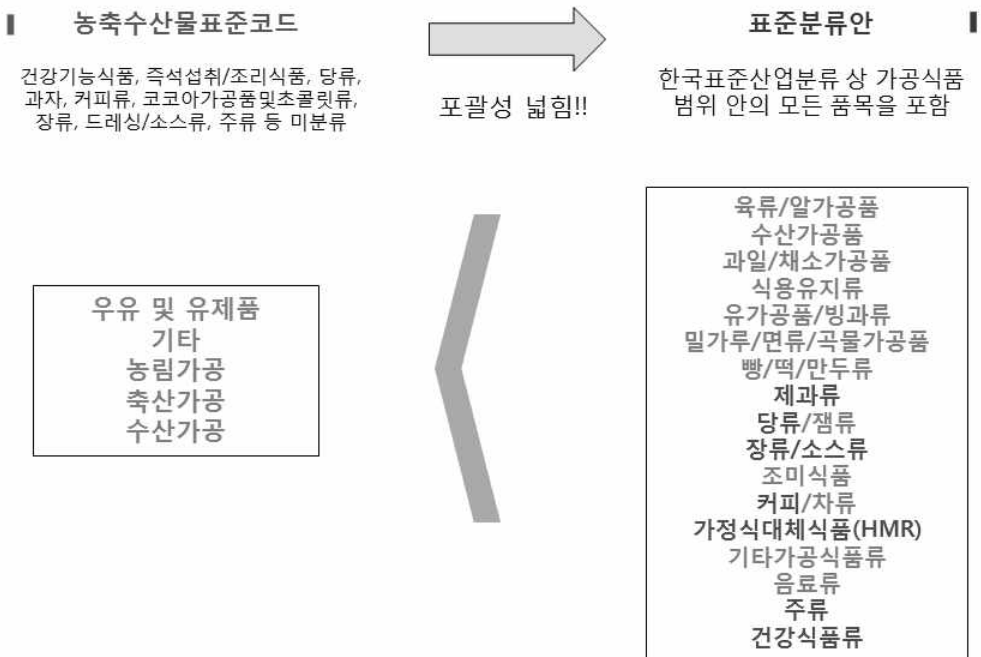 농축수산물표준코드
건강기능식품, 즉석섭취/조리식품, 당류,
과자, 커피류, 코코아가공품및초콜릿류,
장류, 드레싱/소스류, 주류 등 미분류
포괄성 넓힘!!
표준분류안
한국표준산업분류 상 가공식품
범위 안의 모든 품목을 포함
우유 및 유제품
기타
농림가공
축산가공
수산가공
육류/알가공품
수산가공품
과일/채소가공품
식용유지류
유가공품/빙과류
밀가루/면류/곡물가공품
빵/떡/만두류
제과류
당류/잼류
장류/소스류
조미식품
커피/차류
가정식대체식품(HMR)
기타가공식품류
음료류
주류
건강식품류